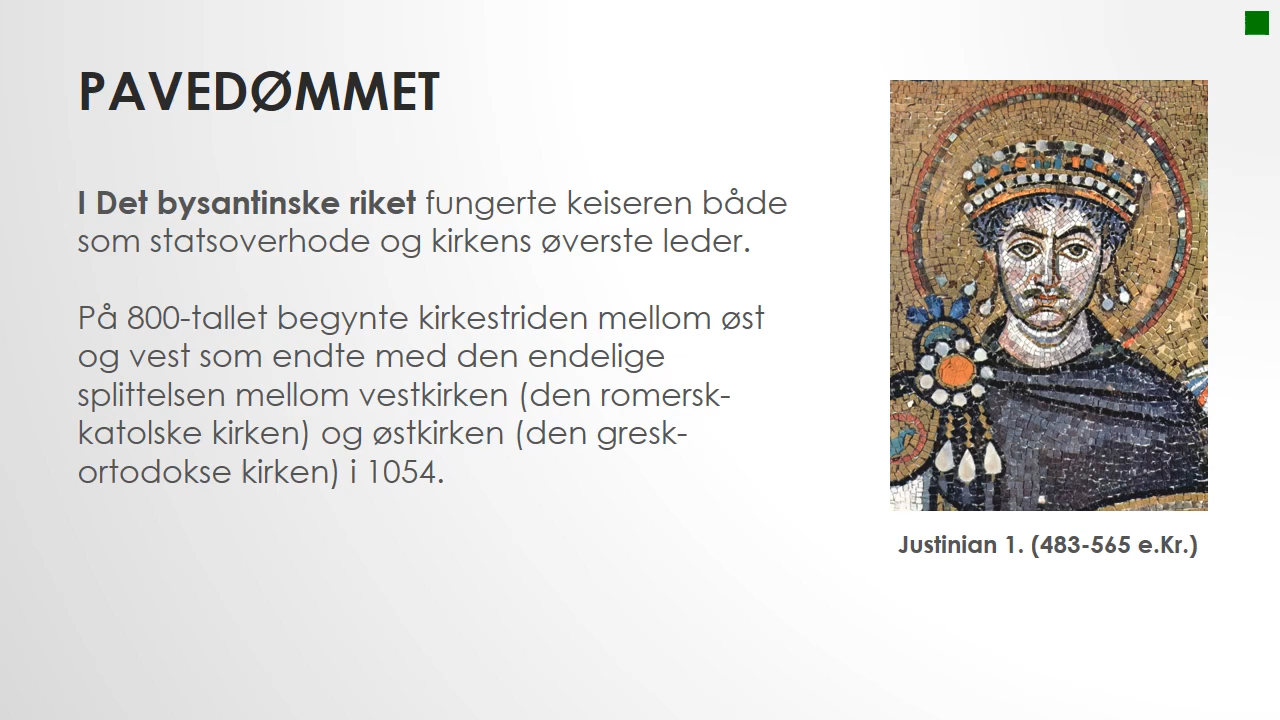 PAVEDØMMET
I Det bysantinske riket fungerte keiseren både
som statsoverhode og kirkens øverste leder.
På 800-tallet begynte kirkestriden mellom øst
og vest som endte med den endelige
splittelsen mellom vestkirken (den romersk-
katolske kirken) og østkirken (den gresk-
ortodokse kirken) i 1054.
Justinian 1. (483-565 e.Kr.)